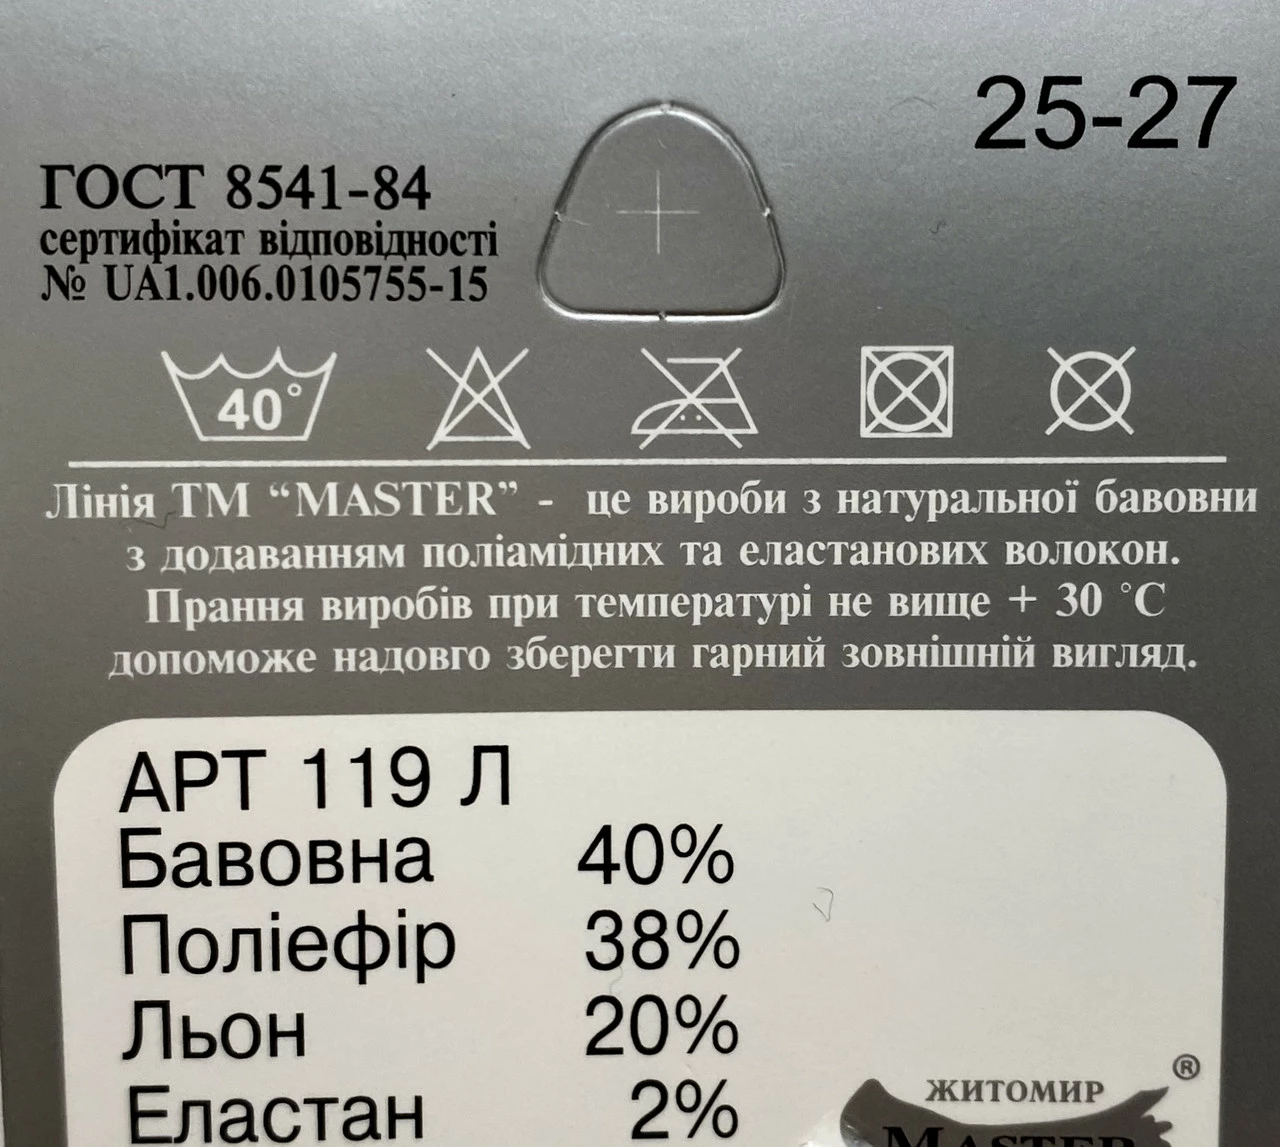 25-27
ГОСТ 8541-84
сертифікат відповідності
№ UA1.006.0105755-15
40°
Лінія ТМ “MASTER” - це вироби з натуральної бавовни
з додаванням поліамідних та еластанових волокон.
Прання виробів при температурі не вище + 30 °С
допоможе надовго зберегти гарний зовнішній вигляд.
АРТ 119 Л
Бавовна 40%
Поліефір 38%
Льон 20%
Еластан 2%
®
ЖИТОМИР
MASTER